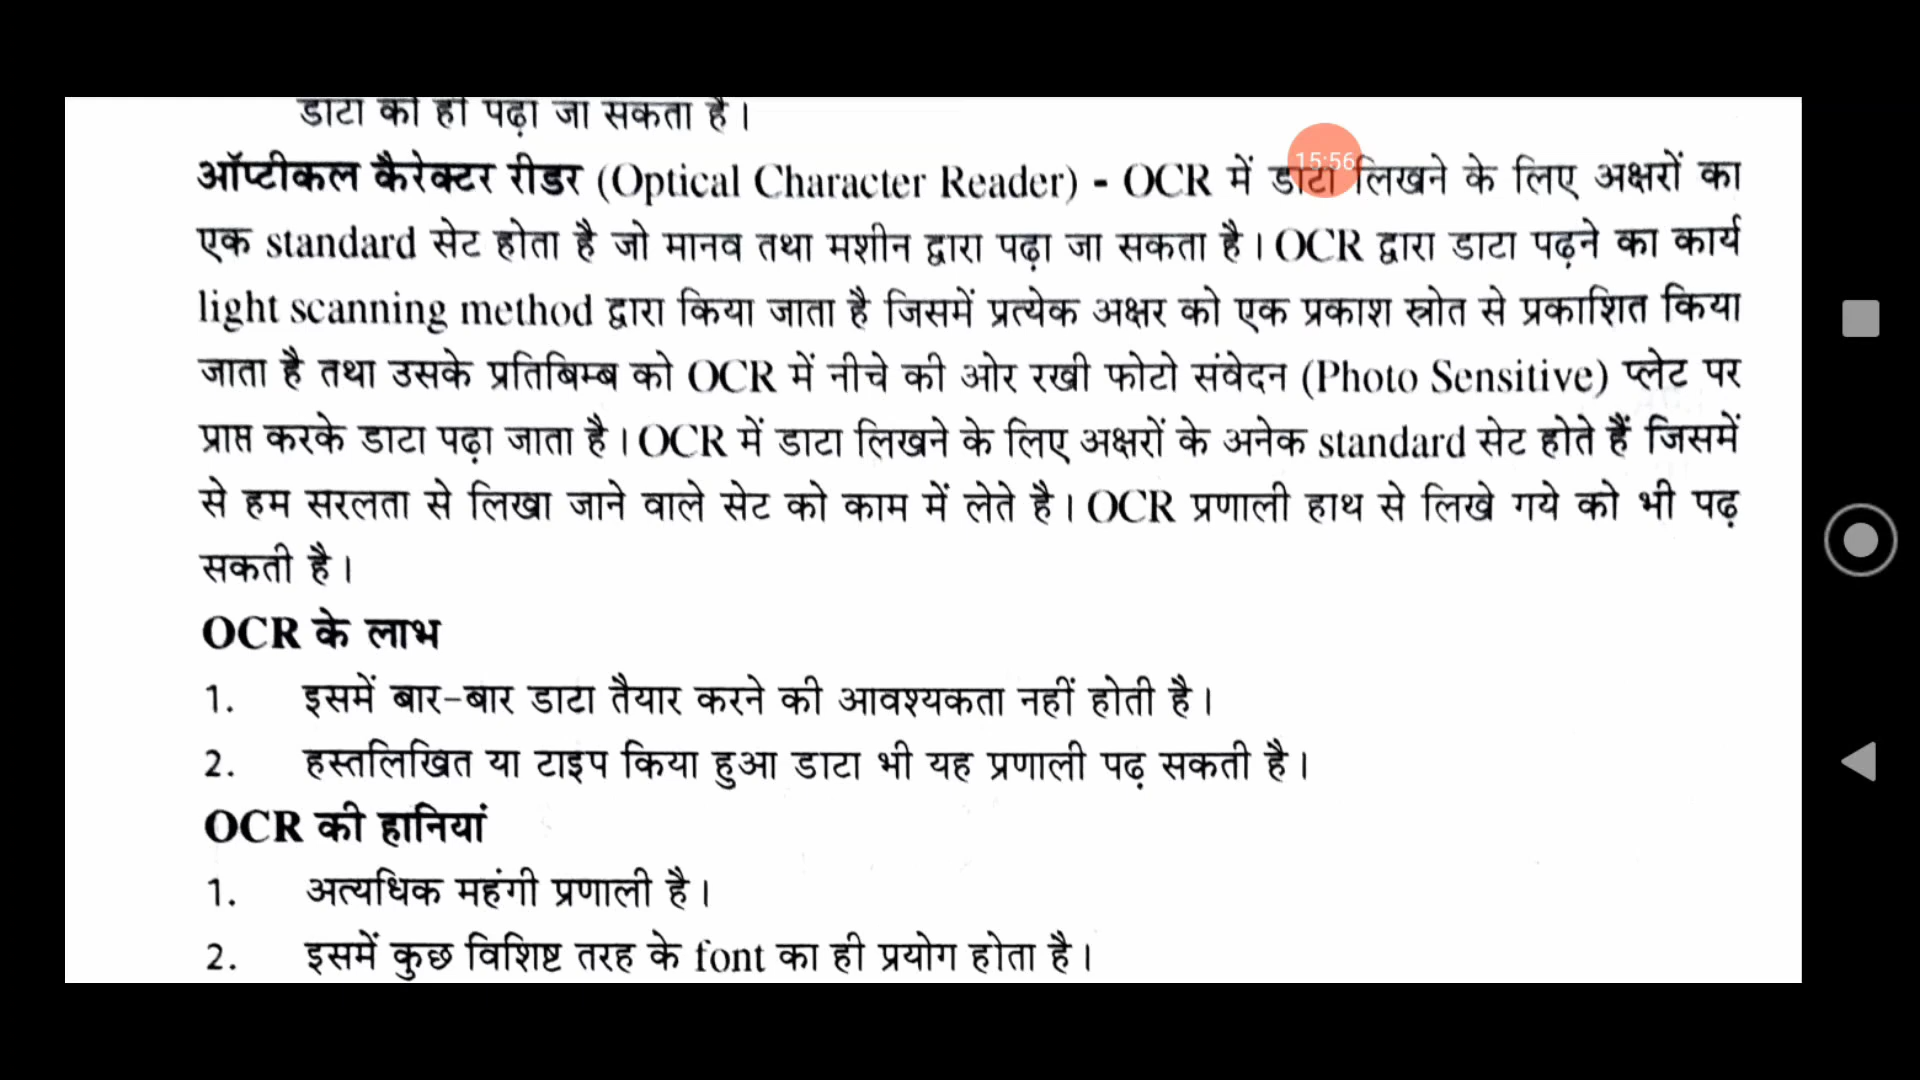 डाटा को ही पढ़ा जा सकता है।
15:56
ऑप्टीकल कैरेक्टर रीडर (Optical Character Reader) - OCR में डाटा लिखने के लिए अक्षरों का
एक standard सेट होता है जो मानव तथा मशीन द्वारा पढ़ा जा सकता है। OCR द्वारा डाटा पढ़ने का कार्य
light scanning method द्वारा किया जाता है जिसमें प्रत्येक अक्षर को एक प्रकाश स्रोत से प्रकाशित किया
जाता है तथा उसके प्रतिबिम्ब को OCR में नीचे की ओर रखी फोटो संवेदन (Photo Sensitive) प्लेट पर
प्राप्त करके डाटा पढ़ा जाता है। OCR में डाटा लिखने के लिए अक्षरों के अनेक standard सेट होते हैं जिसमें
से हम सरलता से लिखा जाने वाले सेट को काम में लेते है। OCR प्रणाली हाथ से लिखे गये को भी पढ़
सकती है।
OCR के लाभ
1. इसमें बार-बार डाटा तैयार करने की आवश्यकता नहीं होती है।
2. हस्तलिखित या टाइप किया हुआ डाटा भी यह प्रणाली पढ़ सकती है।
OCR की हानियां
1. अत्यधिक महंगी प्रणाली है।
2. इसमें कुछ विशिष्ट तरह के font का ही प्रयोग होता है।